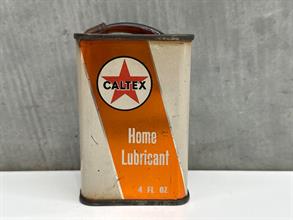 CALTEX
Home
Lubricant
4 FL. OZ.